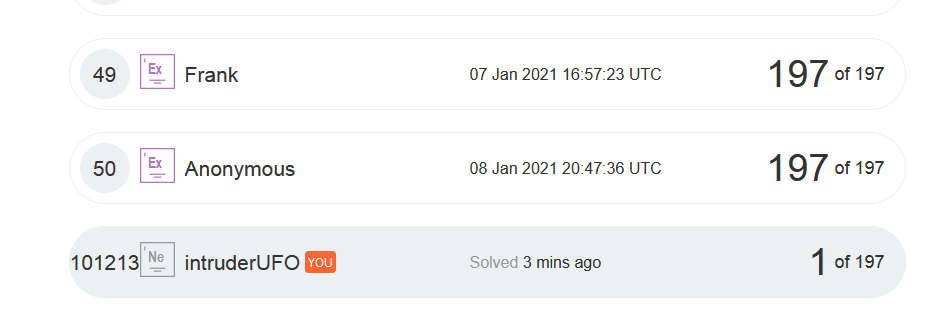 49 Ex Frank 07 Jan 2021 16:57:23 UTC 197 of 197
50 Ex Anonymous 08 Jan 2021 20:47:36 UTC 197 of 197
101213 Ne intruderUFO YOU Solved 3 mins ago 1 of 197